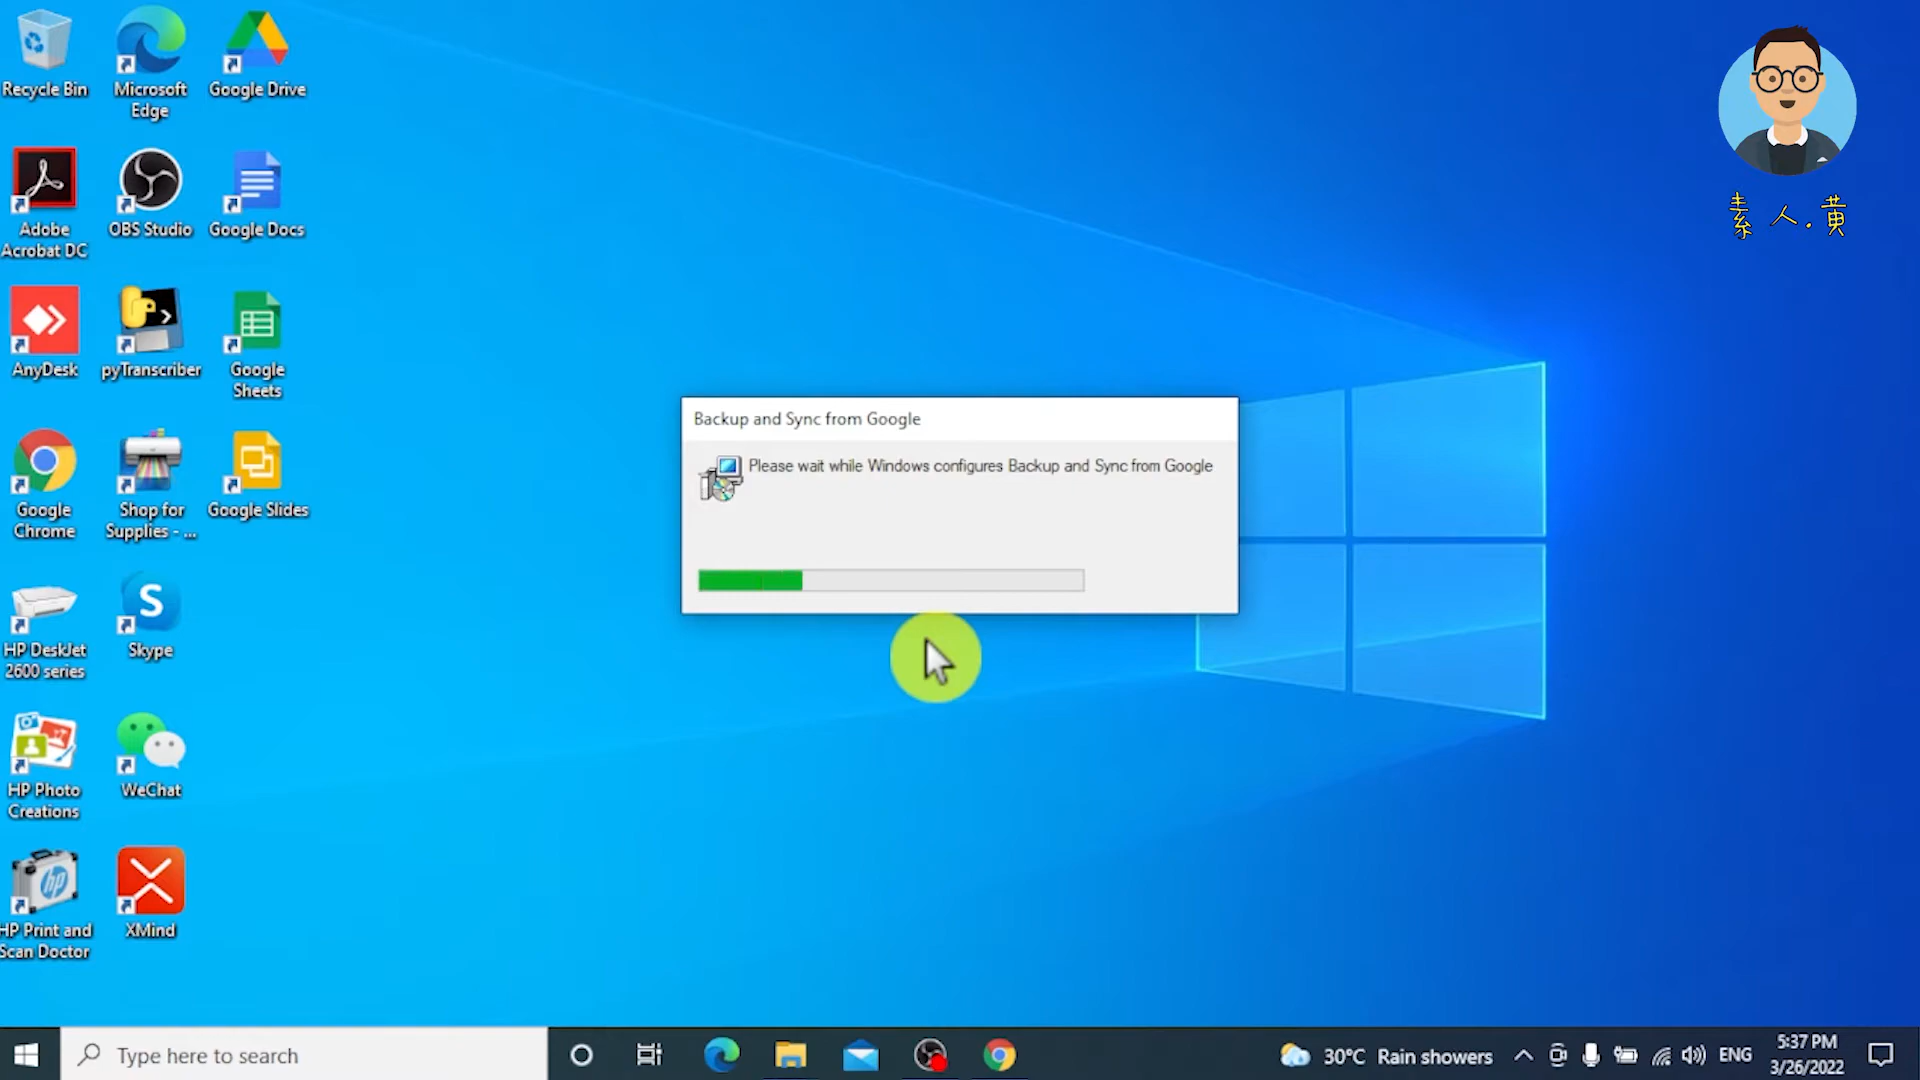 Recycle Bin
Microsoft
Edge
Google Drive
Adobe
Acrobat DC
OBS Studio
Google Docs
AnyDesk
pyTranscriber
Google
Sheets
Google
Chrome
Shop for
Supplies - ...
Google Slides
HP DeskJet
2600 series
Skype
HP Photo
Creations
WeChat
HP Print and
Scan Doctor
XMind
素人.黄
Backup and Sync from Google
Please wait while Windows configures Backup and Sync from Google
Type here to search
30°C Rain showers
ENG
5:37 PM
3/26/2022